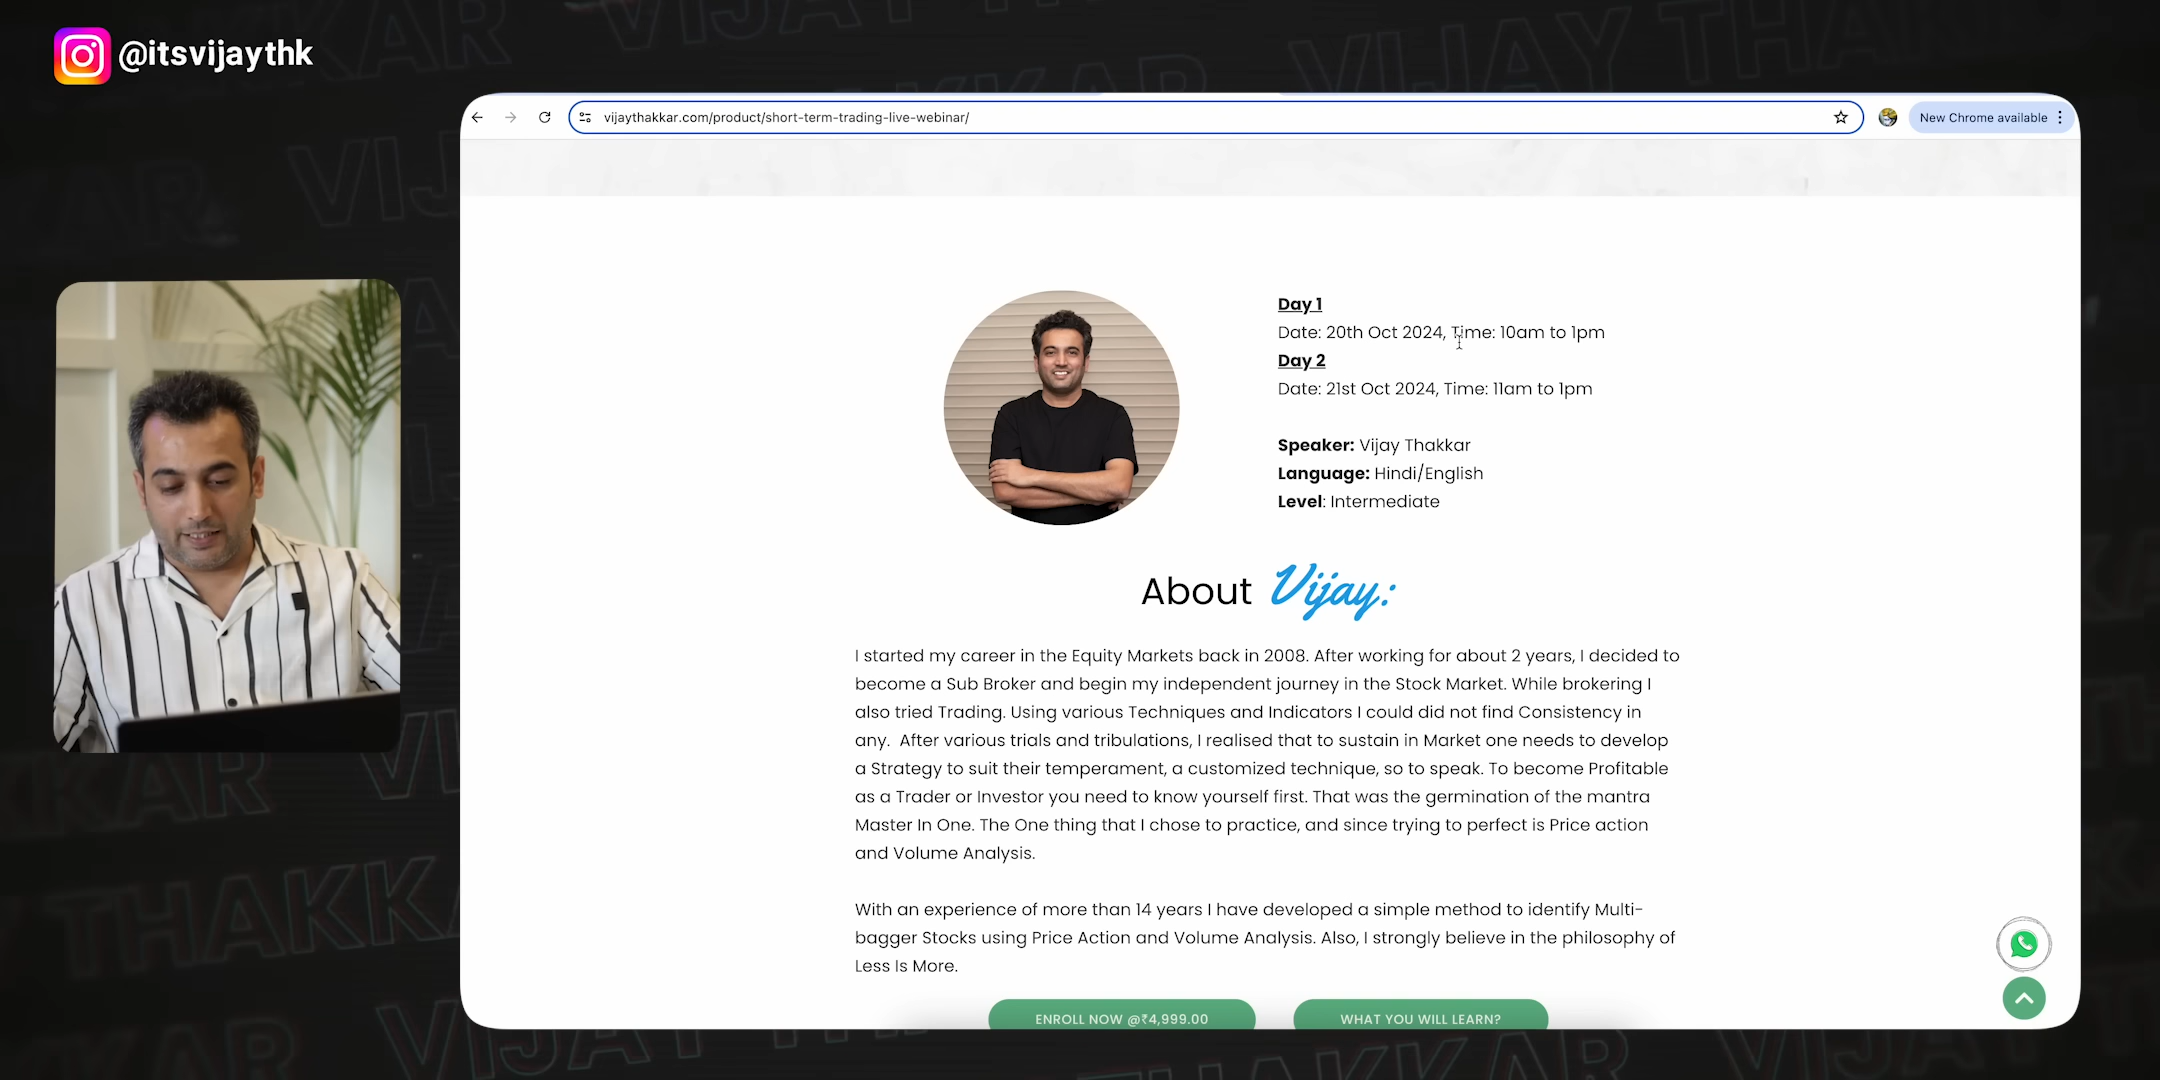 @itsvijaythk
vijaythakkar.com/product/short-term-trading-live-webinar/
New Chrome available
Day 1
Date: 20th Oct 2024, Time: 10am to 1pm
Day 2
Date: 21st Oct 2024, Time: 11am to 1pm
Speaker: Vijay Thakkar
Language: Hindi/English
Level: Intermediate
About Vijay:
I started my career in the Equity Markets back in 2008. After working for about 2 years, I decided to
become a Sub Broker and begin my independent journey in the Stock Market. While brokering I
also tried Trading. Using various Techniques and Indicators I could did not find Consistency in
any. After various trials and tribulations, I realised that to sustain in Market one needs to develop
a Strategy to suit their temperament, a customized technique, so to speak. To become Profitable
as a Trader or Investor you need to know yourself first. That was the germination of the mantra
Master In One. The One thing that I chose to practice, and since trying to perfect is Price action
and Volume Analysis.
With an experience of more than 14 years I have developed a simple method to identify Multi-
bagger Stocks using Price Action and Volume Analysis. Also, I strongly believe in the philosophy of
Less Is More.
ENROLL NOW @₹4,999.00
WHAT YOU WILL LEARN?